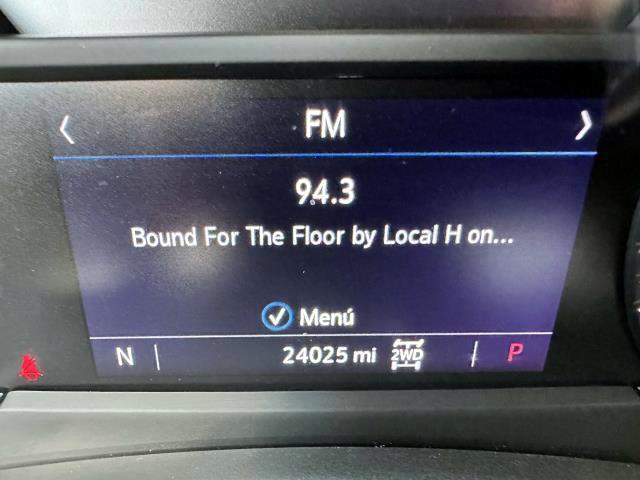 FM
94.3
Bound For The Floor by Local H on...
Menú
N 24025 mi 2WD P